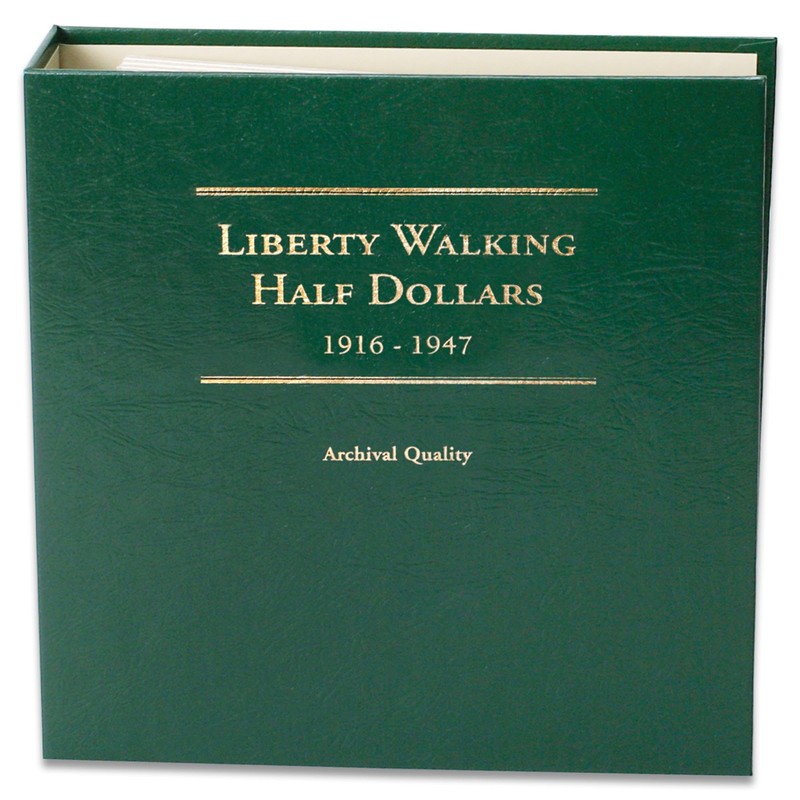 LIBERTY WALKING
HALF DOLLARS
1916 - 1947
Archival Quality